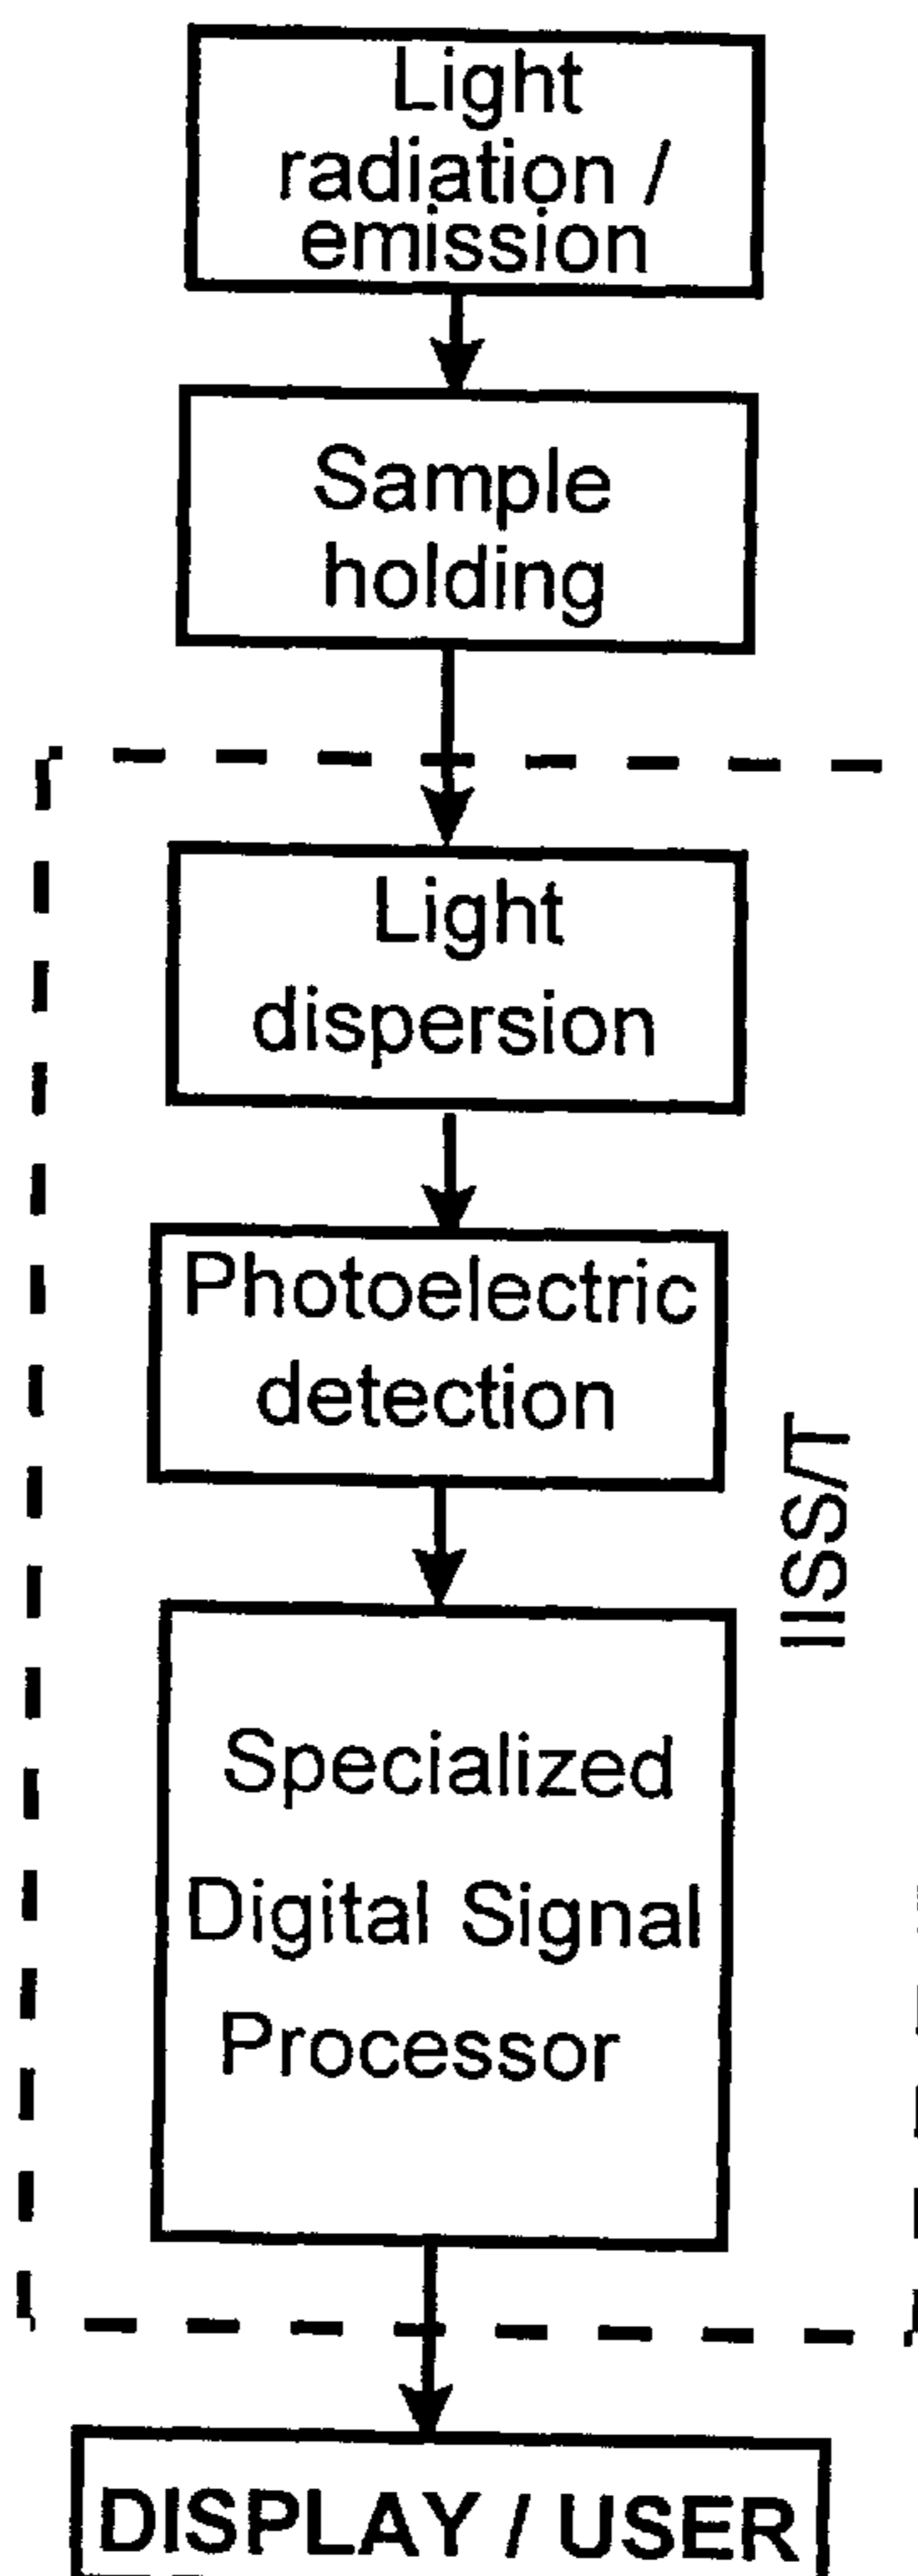 Light
radiation /
emission
Sample
holding
Light
dispersion
Photoelectric
detection
IISS/T
Specialized
Digital Signal
Processor
DISPLAY / USER